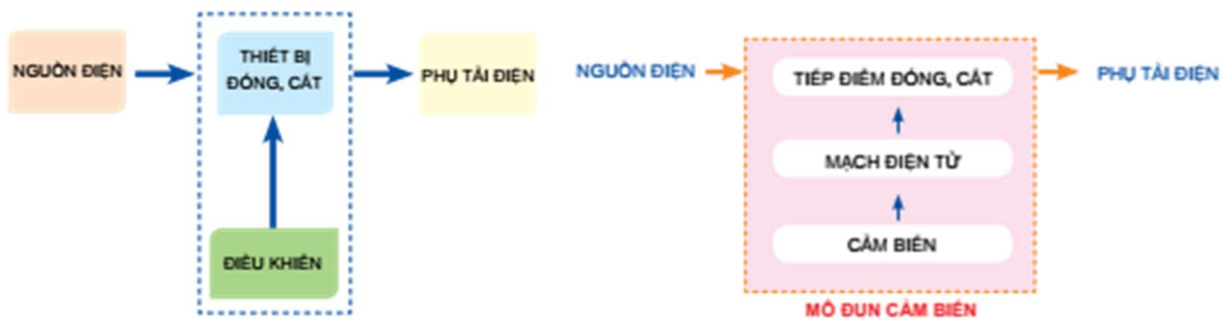 NGUỒN ĐIỆN
THIẾT BỊ
ĐÓNG, CẮT
PHỤ TẢI ĐIỆN
ĐIỀU KHIỂN
NGUỒN ĐIỆN
TIẾP ĐIỂM ĐÓNG, CẮT
PHỤ TẢI ĐIỆN
MẠCH ĐIỆN TỬ
CẢM BIẾN
MÔ ĐUN CẢM BIẾN